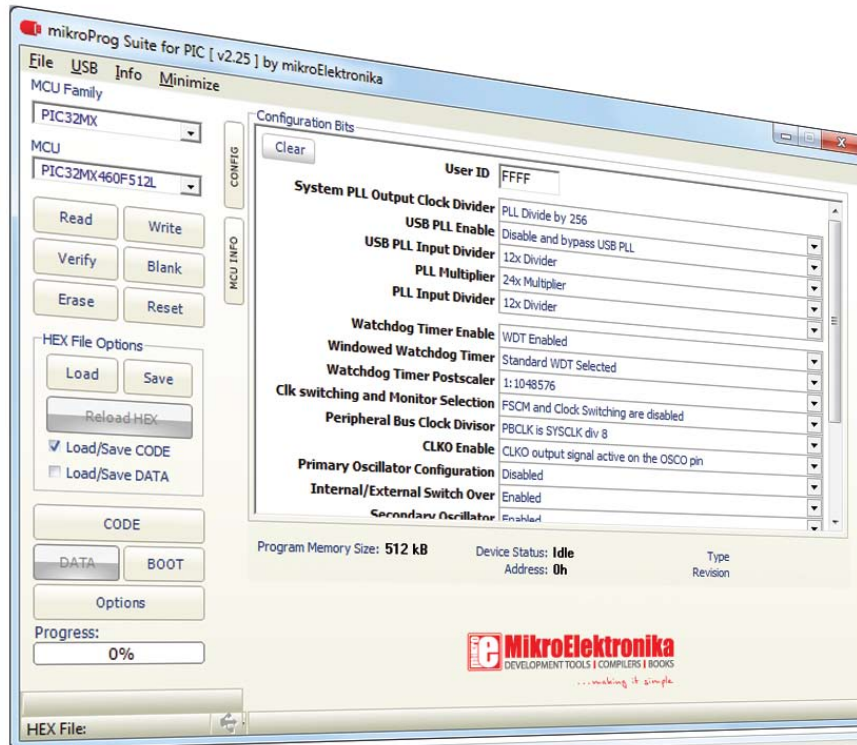 mikroProg Suite for PIC [ v2.25 ] by mikroElektronika
File USB Info Minimize
MCU Family
PIC32MX
MCU
PIC32MX460F512L
Read Write
Verify Blank
Erase Reset
HEX File Options
Load Save
Reload HEX
Load/Save CODE
Load/Save DATA
CODE
DATA BOOT
Options
Progress:
0%
HEX File:
CONFIG
MCU INFO
Configuration Bits
Clear
User ID FFFF
System PLL Output Clock Divider PLL Divide by 256
USB PLL Enable Disable and bypass USB PLL
USB PLL Input Divider 12x Divider
PLL Multiplier 24x Multiplier
PLL Input Divider 12x Divider
Watchdog Timer Enable WDT Enabled
Windowed Watchdog Timer Standard WDT Selected
Watchdog Timer Postscaler 1:1048576
Clk switching and Monitor Selection FSCM and Clock Switching are disabled
Peripheral Bus Clock Divisor PBCLK is SYSCLK div 8
CLKO Enable CLKO output signal active on the OSCO pin
Primary Oscillator Configuration Disabled
Internal/External Switch Over Enabled
Secondary Oscillator Enabled
Program Memory Size: 512 kB Device Status: Idle Type
Address: 0h Revision
MikroElektronika
DEVELOPMENT TOOLS | COMPILERS | BOOKS
...making it simple